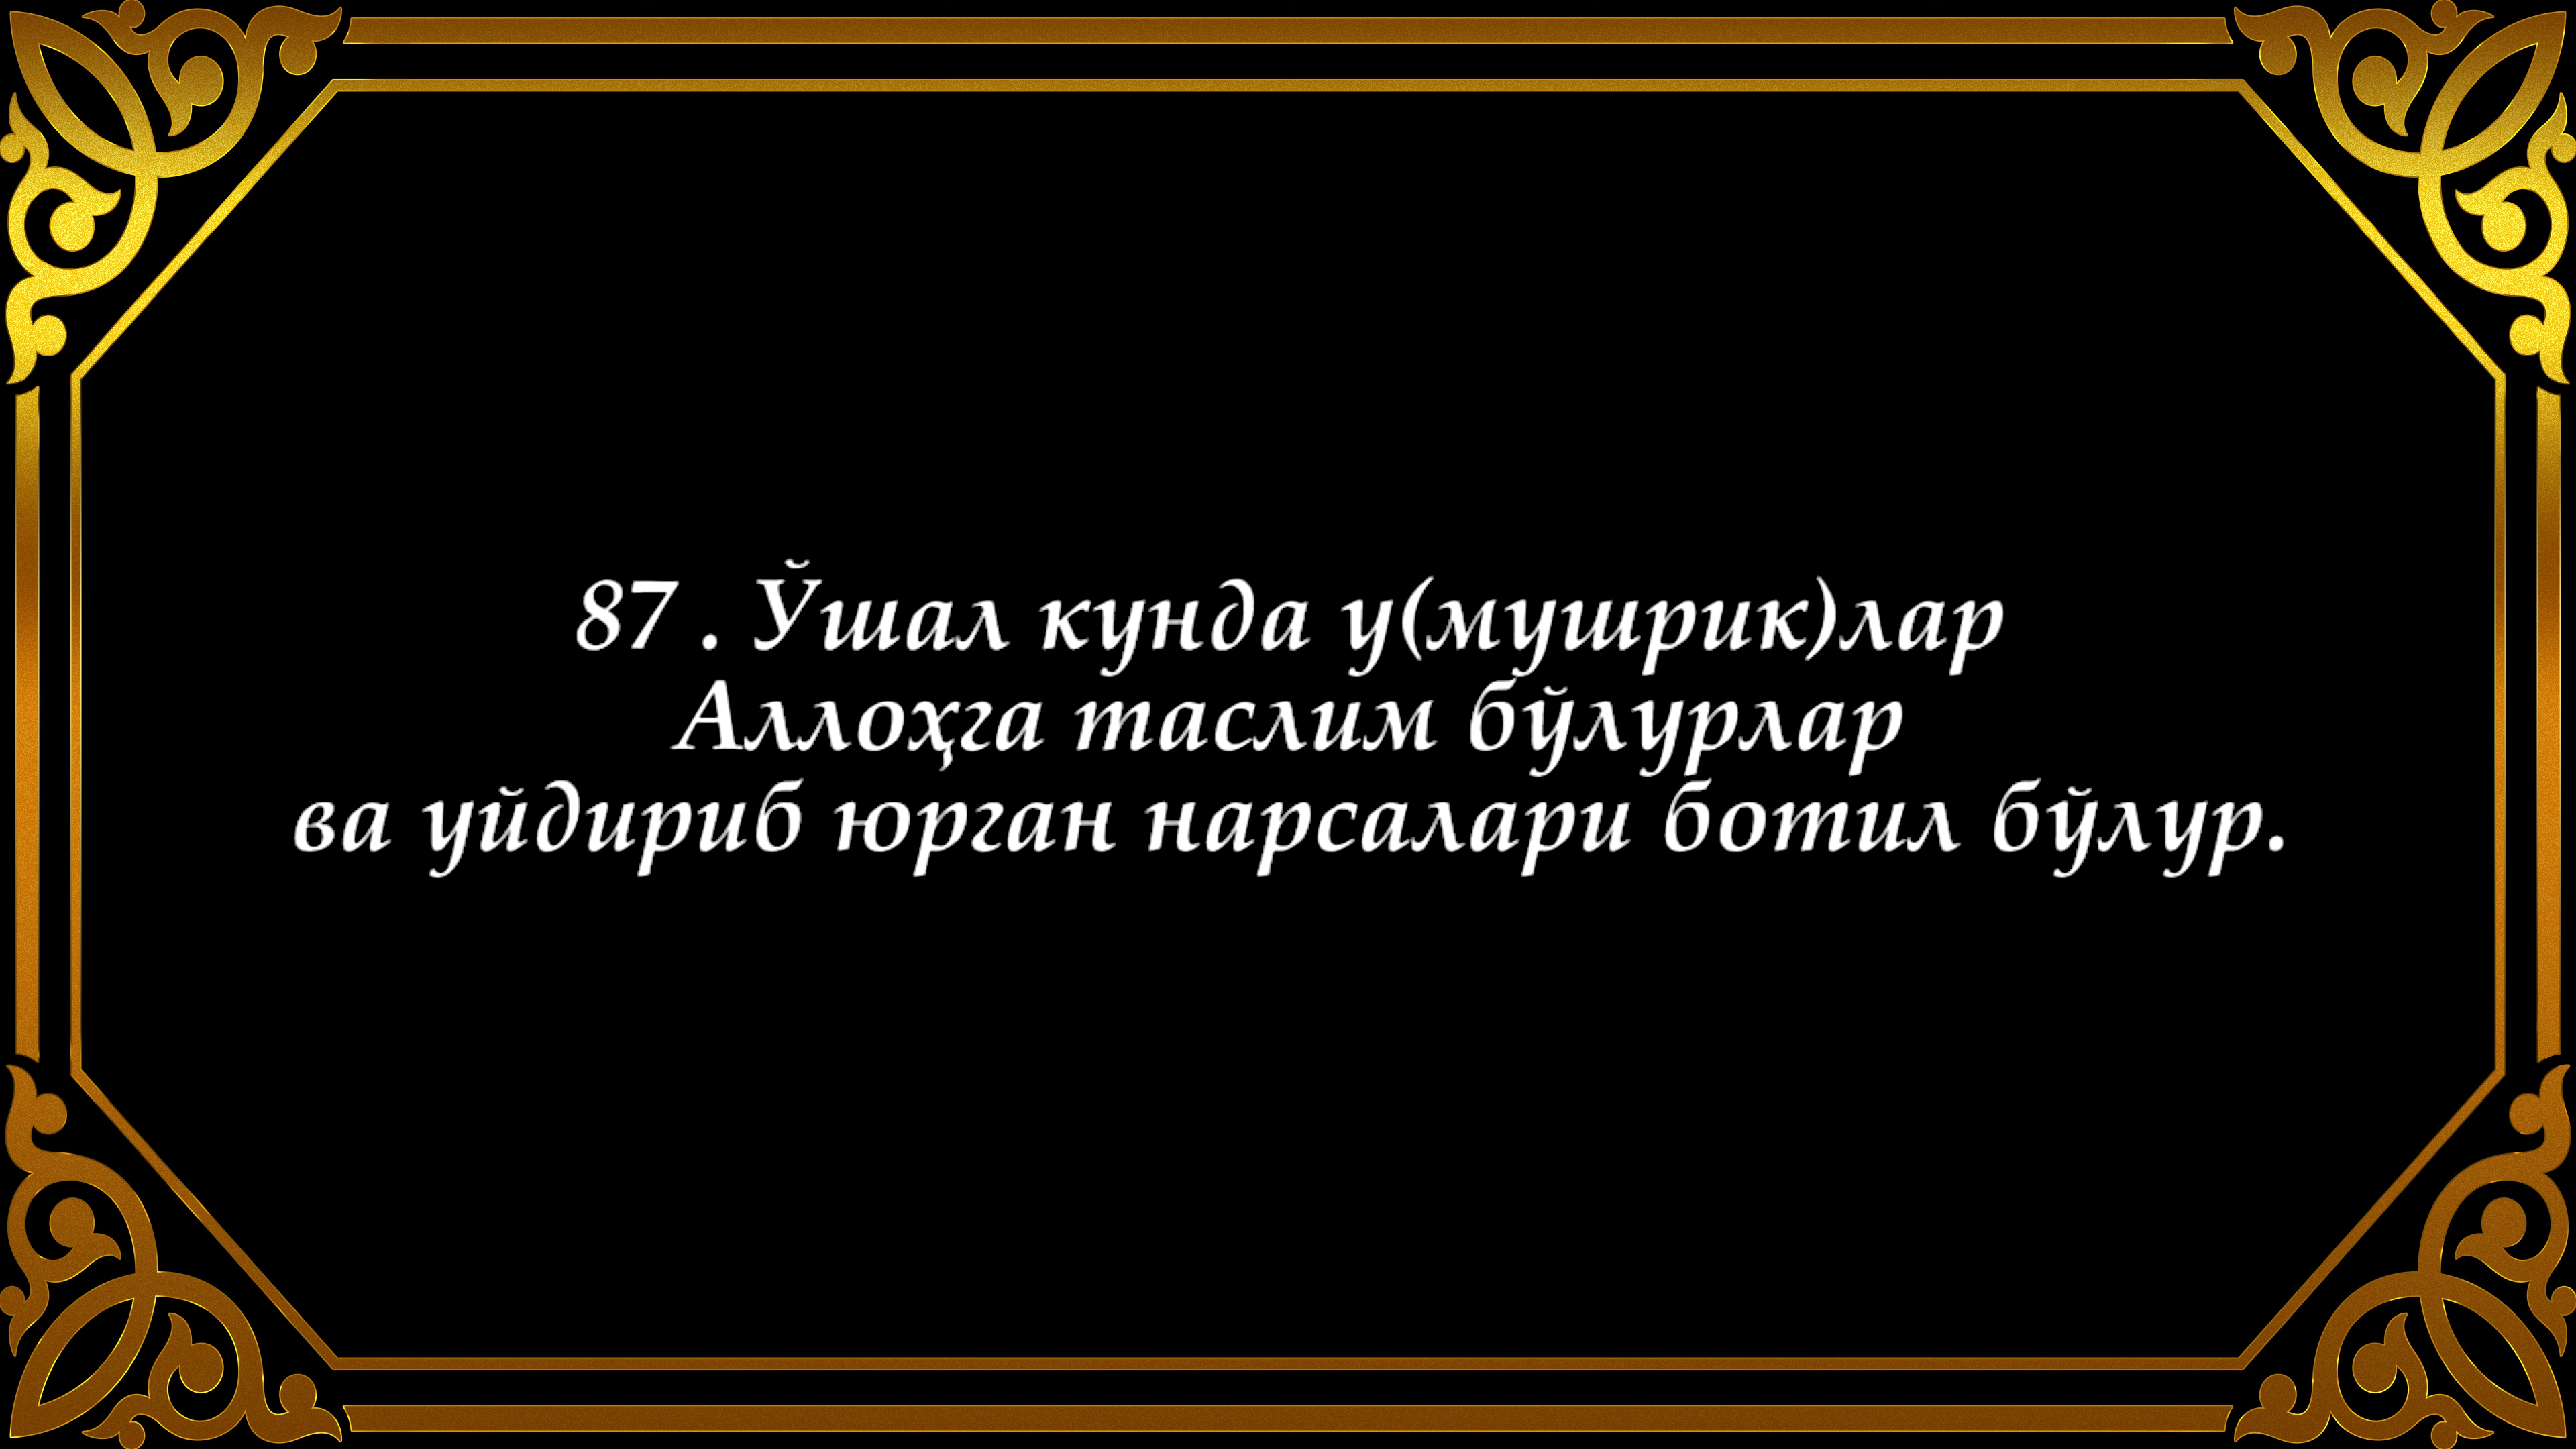 87 . Ўшал кунда у(мушрик)лар
Аллоҳга таслим бўлурлар
ва уйдириб юрган нарсалари ботил бўлур.